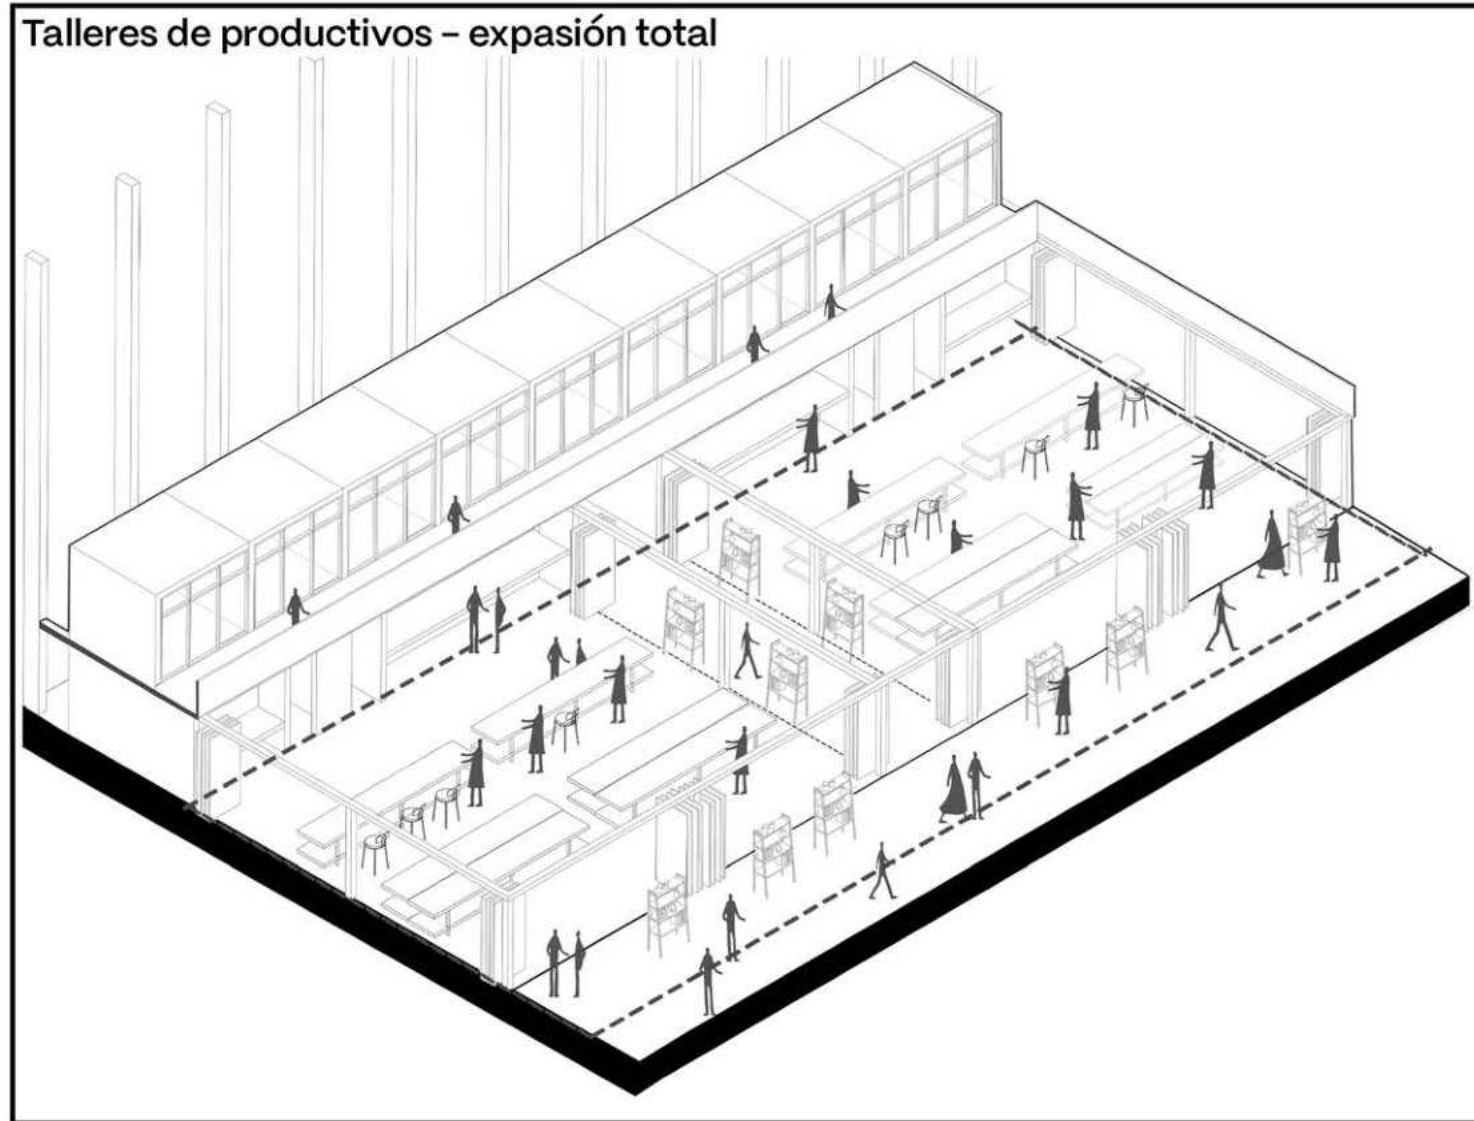 Talleres de productivos – expasión total